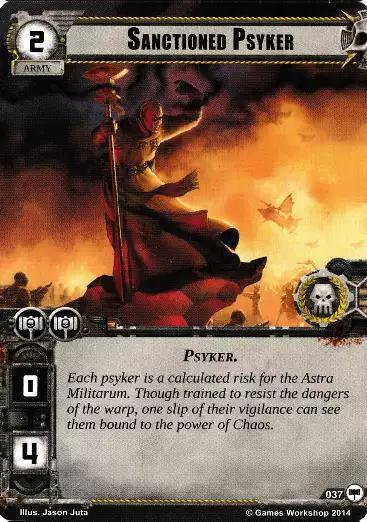 2
SANCTIONED PSYKER
ARMY
PSYKER.
0
Each psyker is a calculated risk for the Astra
Militarum. Though trained to resist the dangers
of the warp, one slip of their vigilance can see
them bound to the power of Chaos.
4
037
Illus. Jason Juta
© Games Workshop 2014